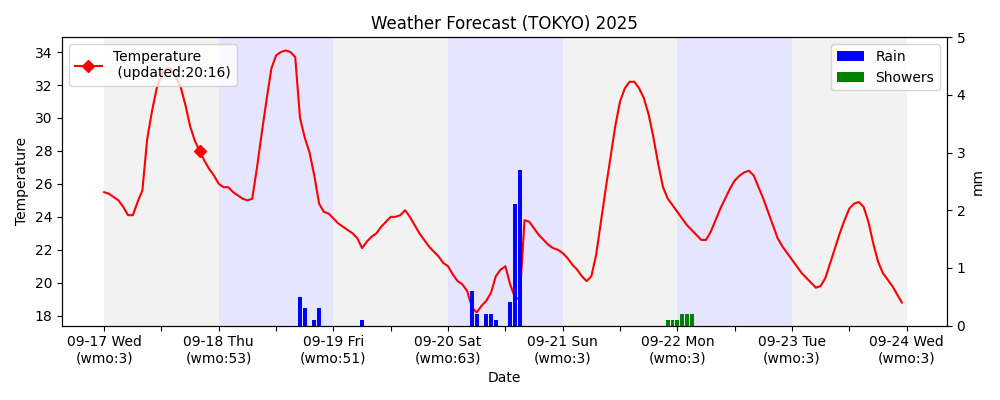 Weather Forecast (TOKYO) 2025
Temperature
(updated:20:16)
Rain
Showers
34
32
30
28
26
24
22
20
18
Temperature
5
4
3
2
1
0
mm
09-17 Wed
(wmo:3)
09-18 Thu
(wmo:53)
09-19 Fri
(wmo:51)
09-20 Sat
(wmo:63)
09-21 Sun
(wmo:3)
09-22 Mon
(wmo:3)
09-23 Tue
(wmo:3)
09-24 Wed
(wmo:3)
Date